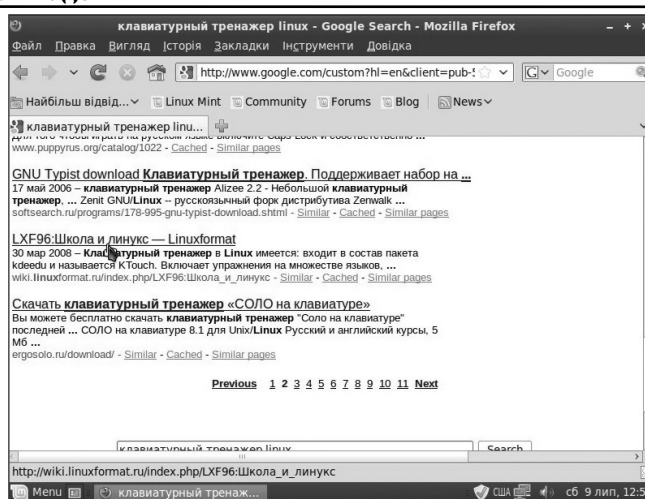 клавиатурный тренажер linux - Google Search - Mozilla Firefox
Файл Правка Вигляд Історія Закладки Інструменти Довідка
http://www.google.com/custom?hl=en&client=pub- Google
Найбільш відвід... Linux Mint Community Forums Blog News
клавиатурный тренажер linu...
www.puppyrus.org/catalog/1022 - Cached - Similar pages
GNU Typist download Клавиатурный тренажер. Поддерживает набор на ...
17 май 2006 – клавиатурный тренажер Alizee 2.2 - Небольшой клавиатурный
тренажер, ... Zenit GNU/Linux -- русскоязычный форк дистрибутива Zenwalk ...
softsearch.ru/programs/178-995-gnu-typist-download.shtml - Similar - Cached - Similar pages
LXF96:Школа и линукс — Linuxformat
30 мар 2008 – Клавиатурный тренажер в Linux имеется: входит в состав пакета
kdeedu и называется KTouch. Включает упражнения на множестве языков, ...
wiki.linuxformat.ru/index.php/LXF96:Школа_и_линукс - Similar - Cached - Similar pages
Скачать клавиатурный тренажер «СОЛО на клавиатуре»
Вы можете бесплатно скачать клавиатурный тренажер "Соло на клавиатуре"
последней ... СОЛО на клавиатуре 8.1 для Unix/Linux Русский и английский курсы, 5
Мб ...
ergosolo.ru/download/ - Similar - Cached - Similar pages
Previous 1 2 3 4 5 6 7 8 9 10 11 Next
клавиатурный тренажер linux Search
http://wiki.linuxformat.ru/index.php/LXF96:Школа_и_линукс
Menu клавиатурный тренаж... США сб 9 лип, 12:5